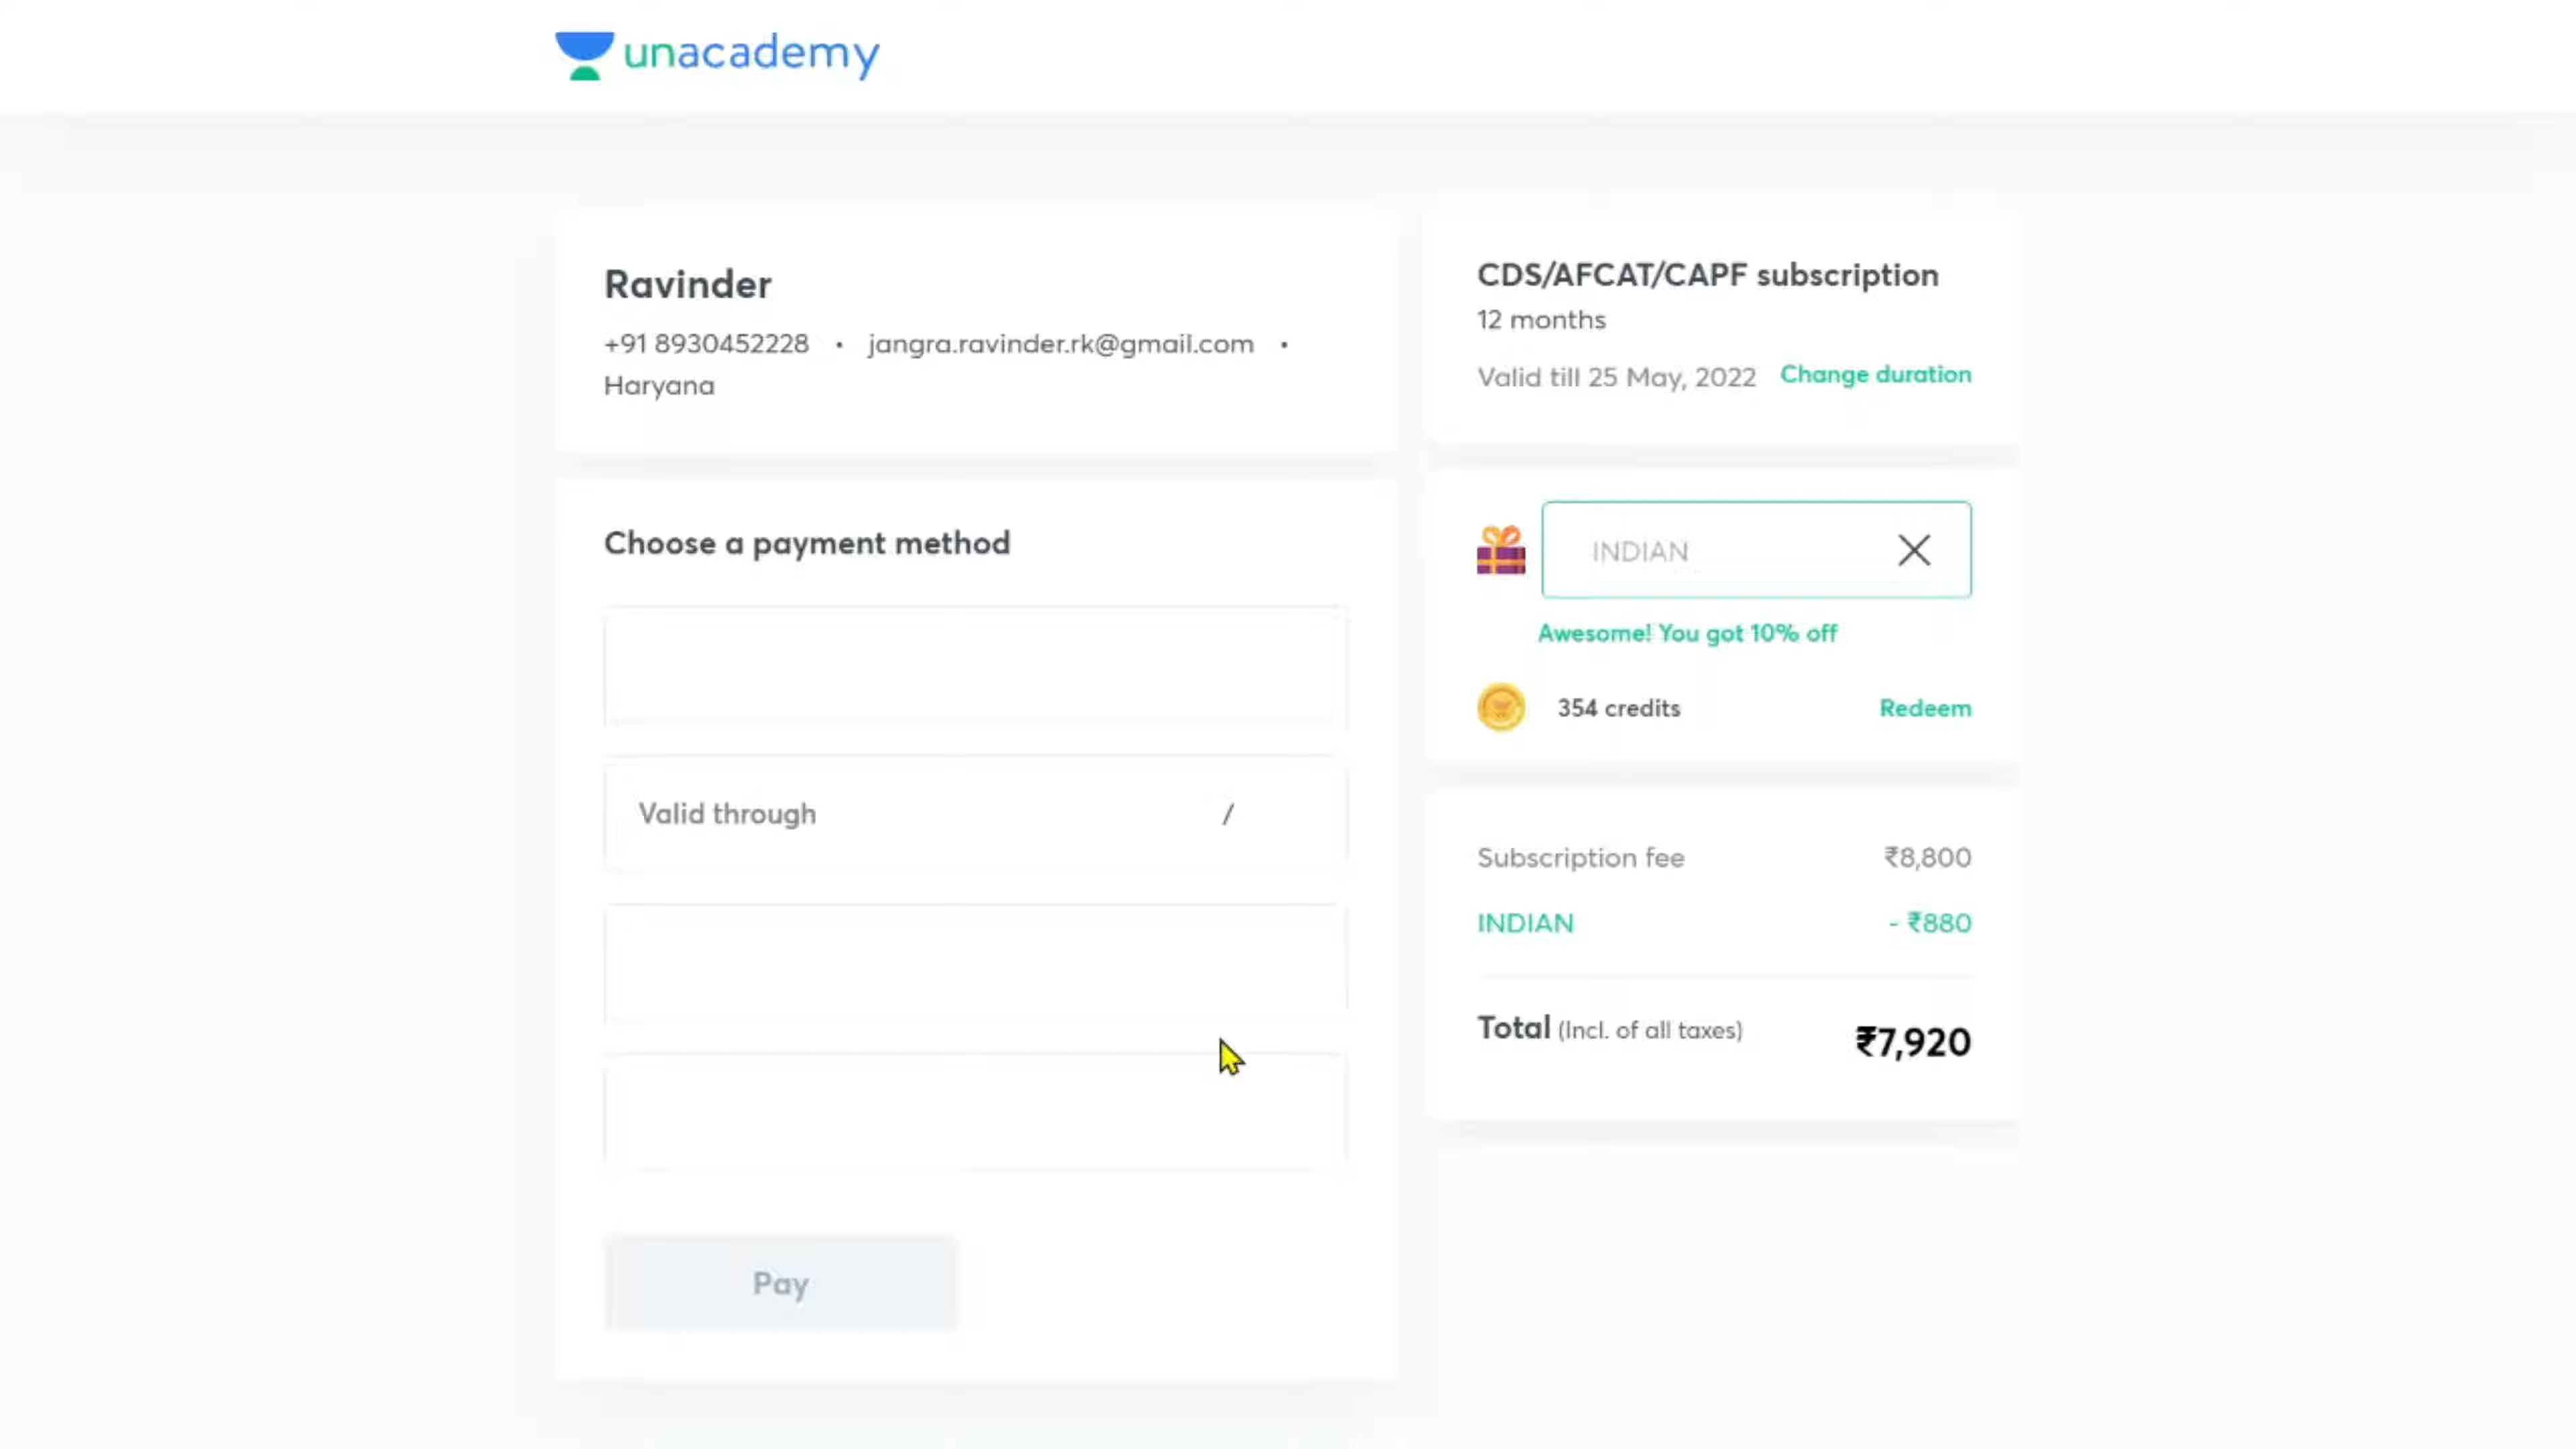 unacademy
Ravinder
+91 8930452228 • jangra.ravinder.rk@gmail.com •
Haryana
Choose a payment method
Valid through /
Pay
CDS/AFCAT/CAPF subscription
12 months
Valid till 25 May, 2022 Change duration
INDIAN
Awesome! You got 10% off
354 credits Redeem
Subscription fee ₹8,800
INDIAN - ₹880
Total (Incl. of all taxes) ₹7,920